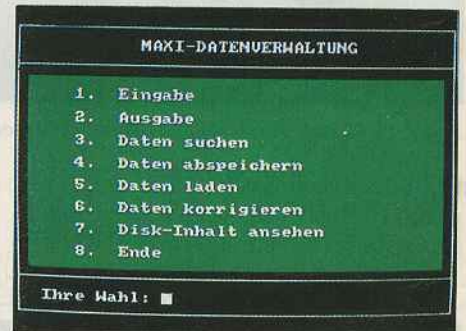 MAXI-DATENVERWALTUNG
1. Eingabe
2. Ausgabe
3. Daten suchen
4. Daten abspeichern
5. Daten laden
6. Daten korrigieren
7. Disk-Inhalt ansehen
8. Ende
Ihre Wahl: